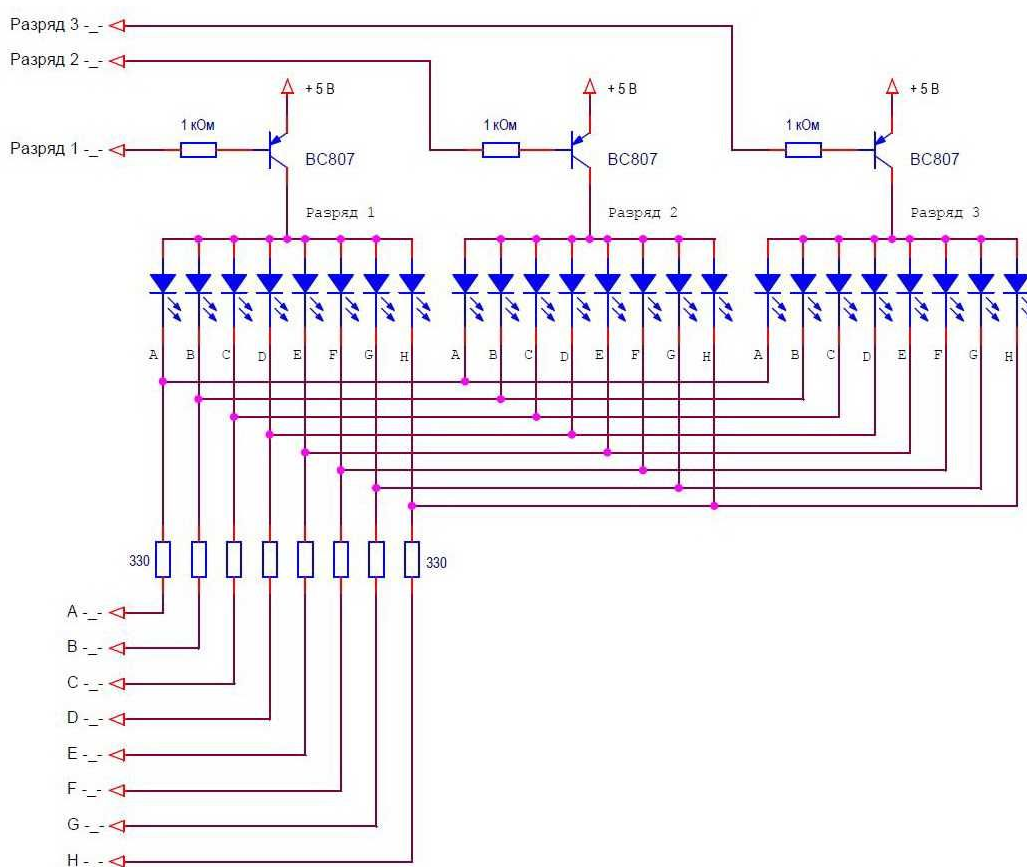 Разряд 3 -_-
Разряд 2 -_-
+ 5 В
+ 5 В
+ 5 В
1 кОм
1 кОм
1 кОм
Разряд 1 -_-
BC807
BC807
BC807
Разряд 1
Разряд 2
Разряд 3
A B C D E F G H
A B C D E F G H
A B C D E F G H
330
330
A -_-
B -_-
C -_-
D -_-
E -_-
F -_-
G -_-
H -_-